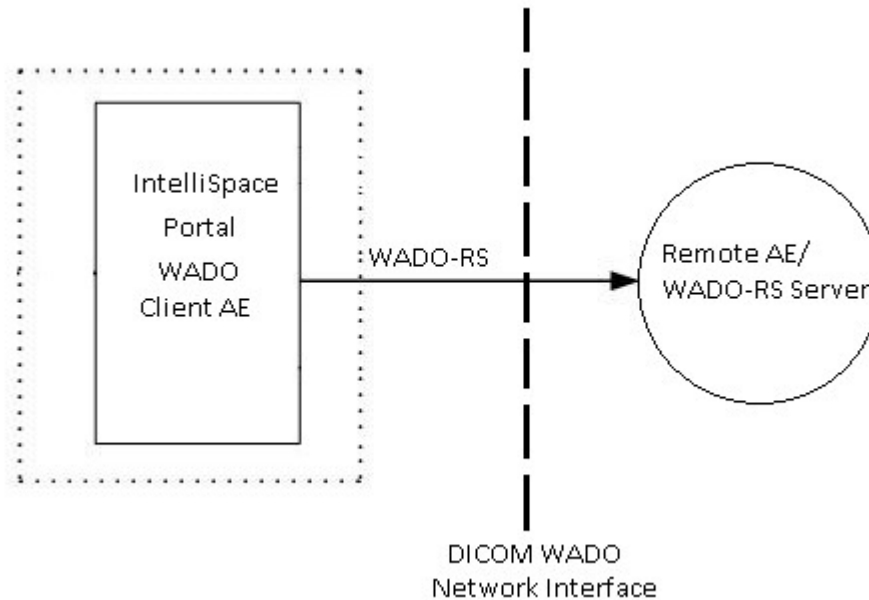 IntelliSpace
Portal
WADO
Client AE
WADO-RS
Remote AE/
WADO-RS Server
DICOM WADO
Network Interface